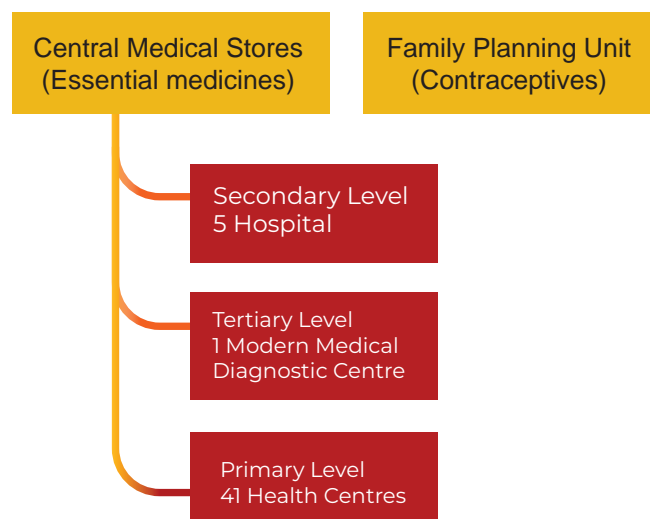 Central Medical Stores
(Essential medicines)
Family Planning Unit
(Contraceptives)
Secondary Level
5 Hospital
Tertiary Level
1 Modern Medical
Diagnostic Centre
Primary Level
41 Health Centres